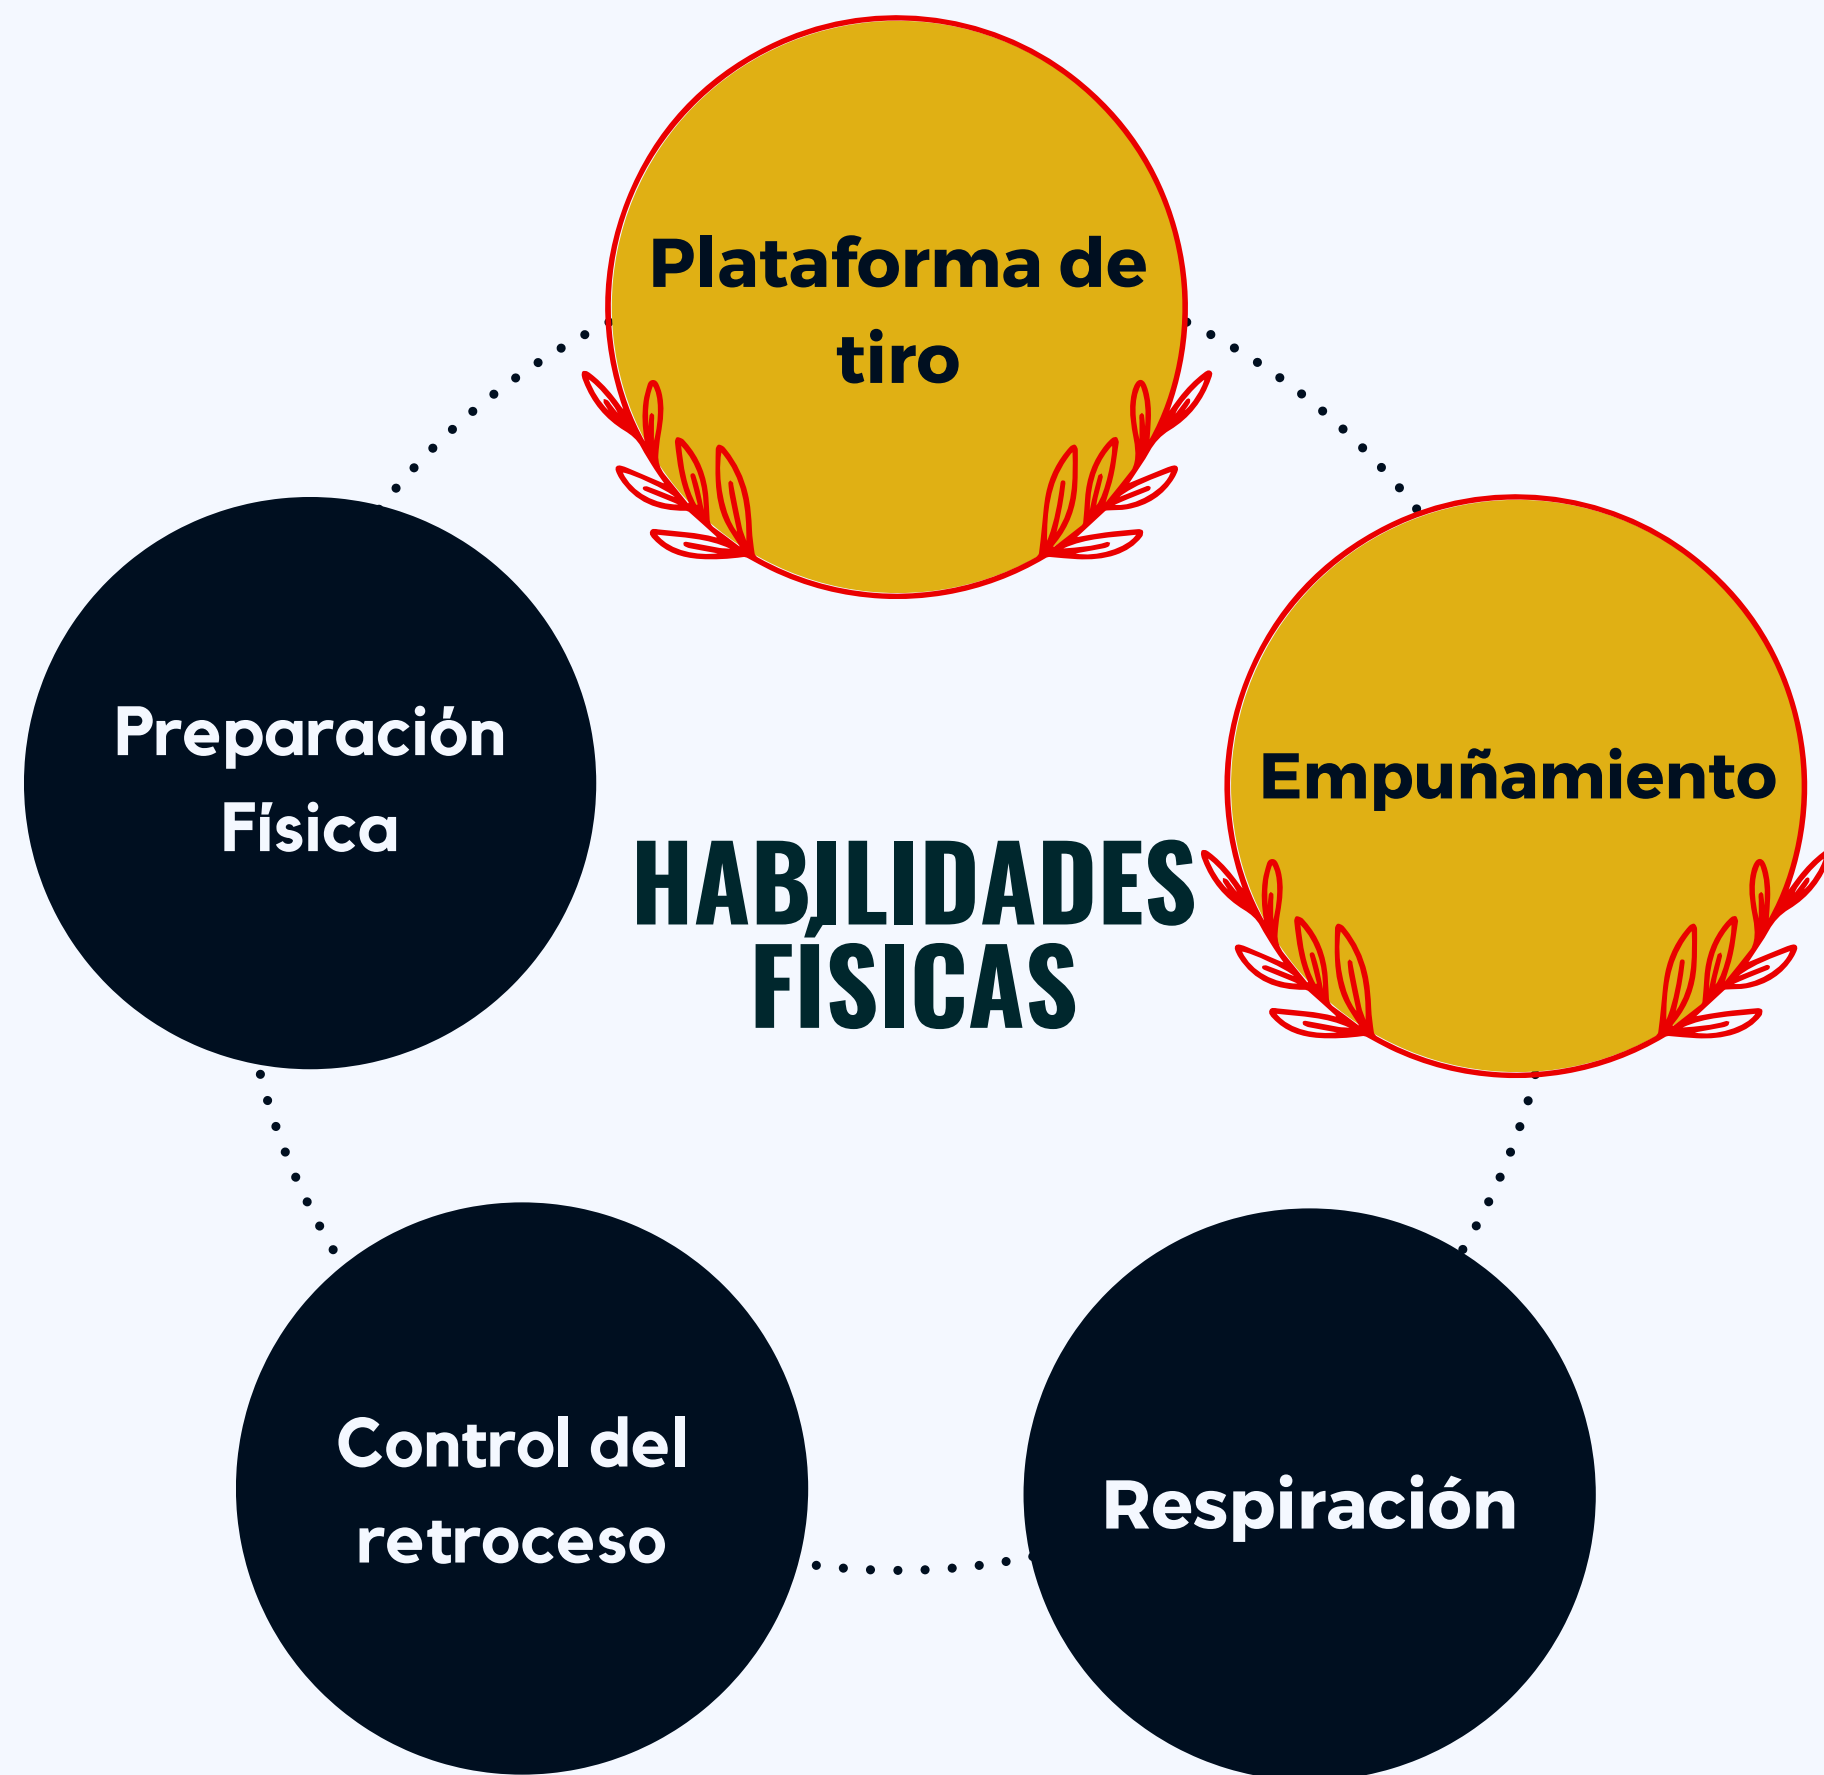 Plataforma de
tiro
Preparación
Física
Empuñamiento
HABILIDADES
FÍSICAS
Control del
retroceso
Respiración